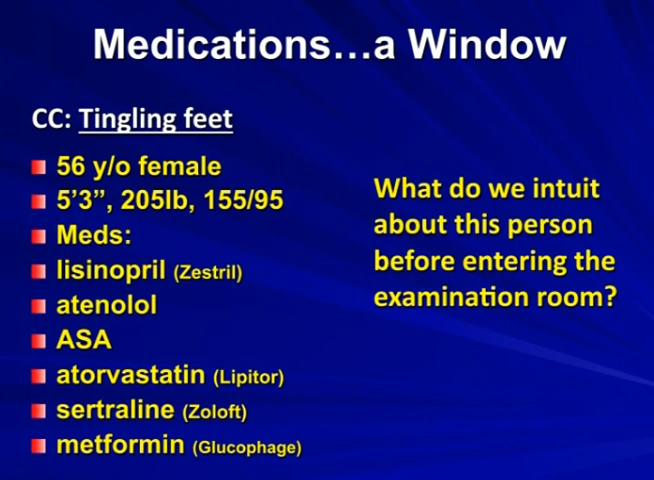 Medications…a Window
CC: Tingling feet
56 y/o female
5’3”, 205lb, 155/95
Meds:
lisinopril (Zestril)
atenolol
ASA
atorvastatin (Lipitor)
sertraline (Zoloft)
metformin (Glucophage)
What do we intuit
about this person
before entering the
examination room?